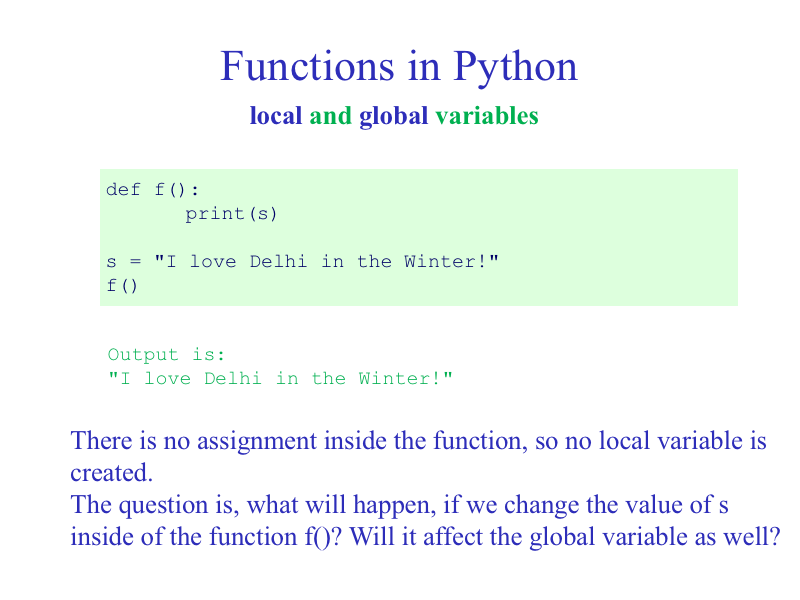 Functions in Python
local and global variables
def f():
print(s)
s = "I love Delhi in the Winter!"
f()
Output is:
"I love Delhi in the Winter!"
There is no assignment inside the function, so no local variable is
created.
The question is, what will happen, if we change the value of s
inside of the function f()? Will it affect the global variable as well?